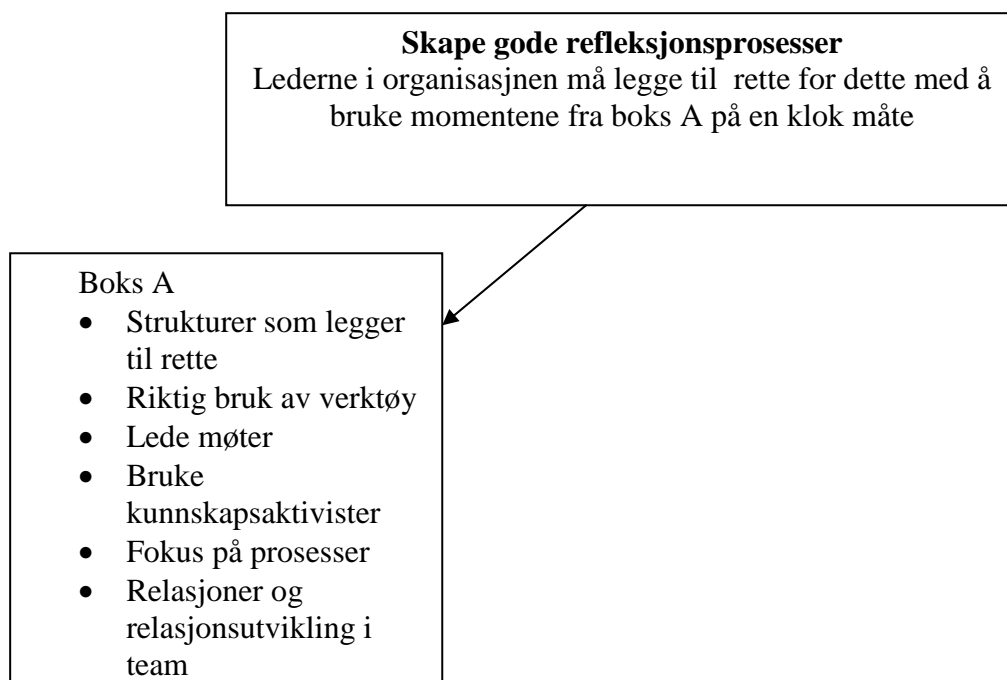 Skape gode refleksjonsprosesser
Lederne i organisasjnen må legge til  rette for dette med å
bruke momentene fra boks A på en klok måte
Boks A
• Strukturer som legger
til rette
• Riktig bruk av verktøy
• Lede møter
• Bruke
kunnskapsaktivister
• Fokus på prosesser
• Relasjoner og
relasjonsutvikling i
team